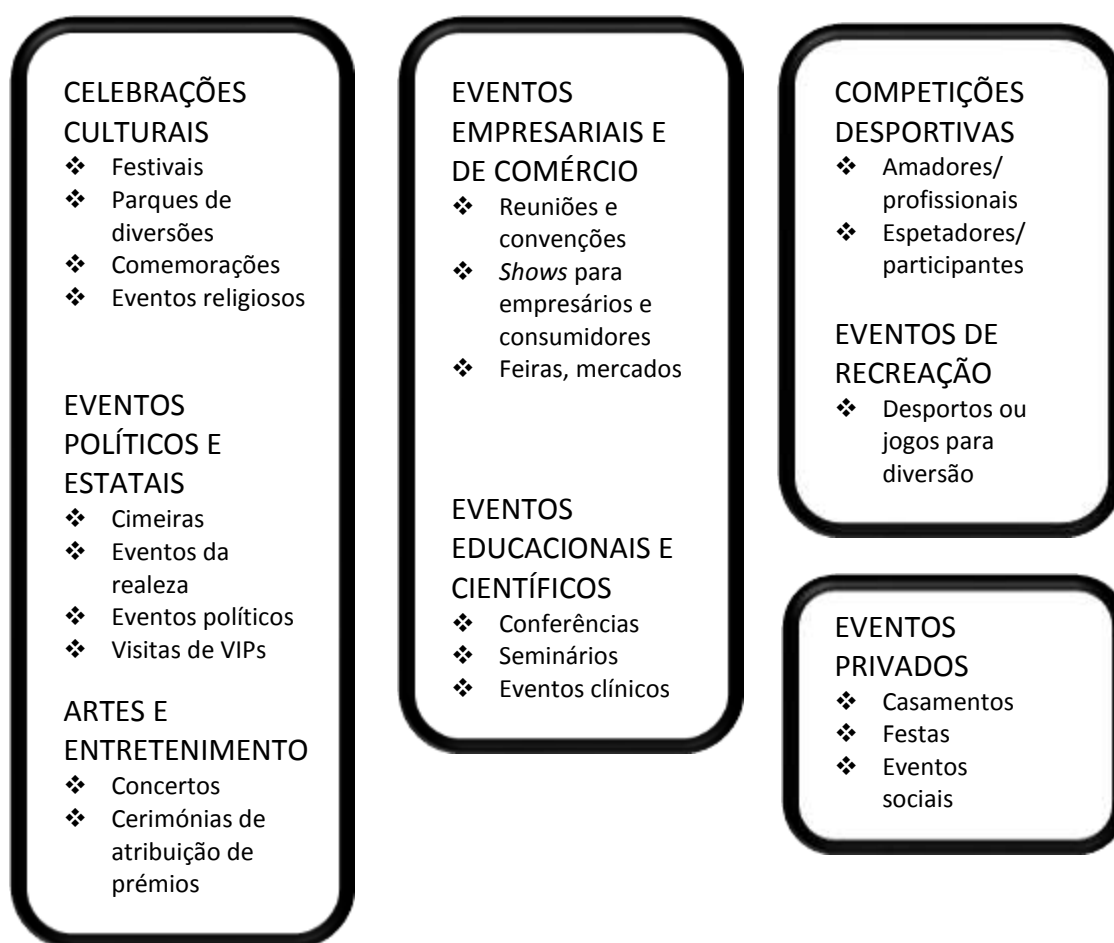 CELEBRAÇÕES
CULTURAIS
❖ Festivais
❖ Parques de
diversões
❖ Comemorações
❖ Eventos religiosos
EVENTOS
POLÍTICOS E
ESTATAIS
❖ Cimeiras
❖ Eventos da
realeza
❖ Eventos políticos
❖ Visitas de VIPs
ARTES E
ENTRETENIMENTO
❖ Concertos
❖ Cerimónias de
atribuição de
prémios
EVENTOS
EMPRESARIAIS E
DE COMÉRCIO
❖ Reuniões e
convenções
❖ Shows para
empresários e
consumidores
❖ Feiras, mercados
EVENTOS
EDUCACIONAIS E
CIENTÍFICOS
❖ Conferências
❖ Seminários
❖ Eventos clínicos
COMPETIÇÕES
DESPORTIVAS
❖ Amadores/
profissionais
❖ Espetadores/
participantes
EVENTOS DE
RECREAÇÃO
❖ Desportos ou
jogos para
diversão
EVENTOS
PRIVADOS
❖ Casamentos
❖ Festas
❖ Eventos
sociais